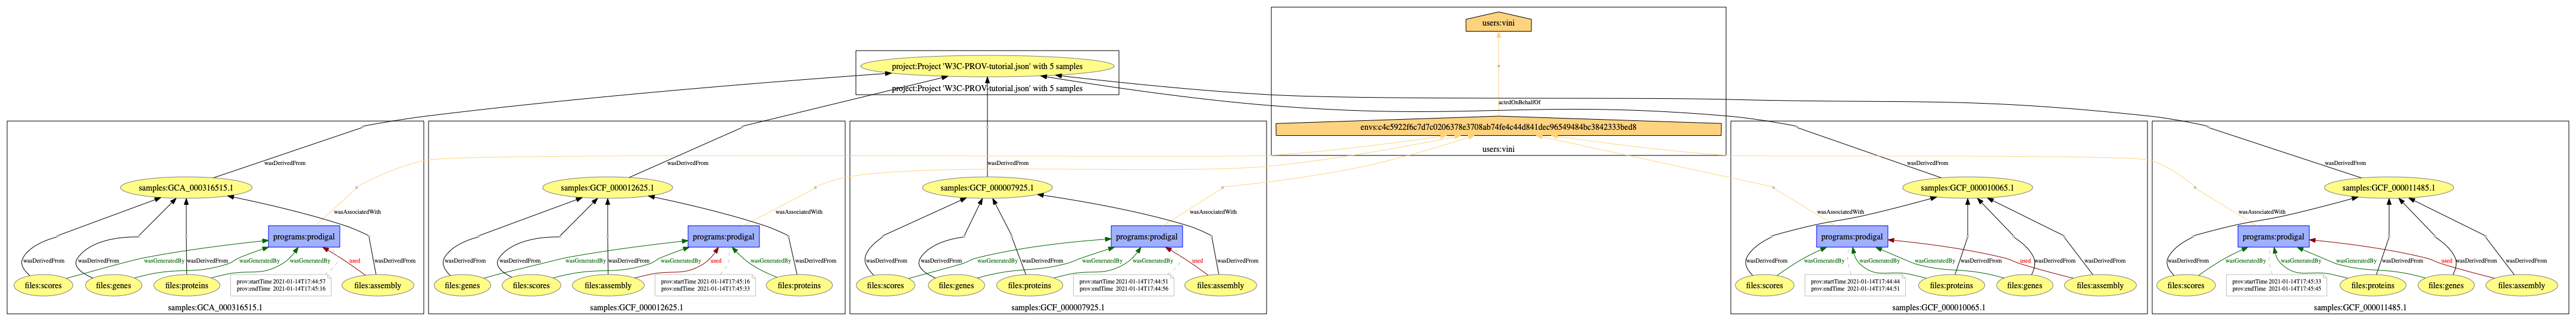 users:vini
project:Project 'W3C-PROV-tutorial.json' with 5 samples
project:Project 'W3C-PROV-tutorial.json' with 5 samples
actedOnBehalfOf
envs:c4c5922f6c7d7c0206378e3708ab74fe4c44d841dec96549484bc3842333bed8
users:vini
wasDerivedFrom
samples:GCA_000316515.1
wasAssociatedWith
programs:prodigal
wasDerivedFrom
wasGeneratedBy
wasDerivedFrom
wasGeneratedBy
wasDerivedFrom
wasGeneratedBy
used
wasDerivedFrom
files:scores
files:genes
files:proteins
prov:startTime 2021-01-14T17:44:57
prov:endTime 2021-01-14T17:45:16
files:assembly
samples:GCA_000316515.1
wasDerivedFrom
samples:GCF_000012625.1
wasAssociatedWith
programs:prodigal
wasDerivedFrom
wasGeneratedBy
wasDerivedFrom
wasGeneratedBy
wasDerivedFrom
used
wasGeneratedBy
wasDerivedFrom
files:genes
files:scores
files:assembly
prov:startTime 2021-01-14T17:45:16
prov:endTime 2021-01-14T17:45:33
files:proteins
samples:GCF_000012625.1
wasDerivedFrom
samples:GCF_000007925.1
wasAssociatedWith
programs:prodigal
wasDerivedFrom
wasGeneratedBy
wasDerivedFrom
wasGeneratedBy
wasDerivedFrom
wasGeneratedBy
used
wasDerivedFrom
files:scores
files:genes
files:proteins
prov:startTime 2021-01-14T17:44:51
prov:endTime 2021-01-14T17:44:56
files:assembly
samples:GCF_000007925.1
wasDerivedFrom
samples:GCF_000010065.1
wasAssociatedWith
programs:prodigal
wasDerivedFrom
wasGeneratedBy
wasGeneratedBy
wasDerivedFrom
wasGeneratedBy
wasDerivedFrom
used
wasDerivedFrom
files:scores
prov:startTime 2021-01-14T17:44:44
prov:endTime 2021-01-14T17:44:51
files:proteins
files:genes
files:assembly
samples:GCF_000010065.1
wasDerivedFrom
samples:GCF_000011485.1
wasAssociatedWith
programs:prodigal
wasDerivedFrom
wasGeneratedBy
wasGeneratedBy
wasDerivedFrom
wasGeneratedBy
wasDerivedFrom
used
wasDerivedFrom
files:scores
prov:startTime 2021-01-14T17:45:33
prov:endTime 2021-01-14T17:45:45
files:proteins
files:genes
files:assembly
samples:GCF_000011485.1